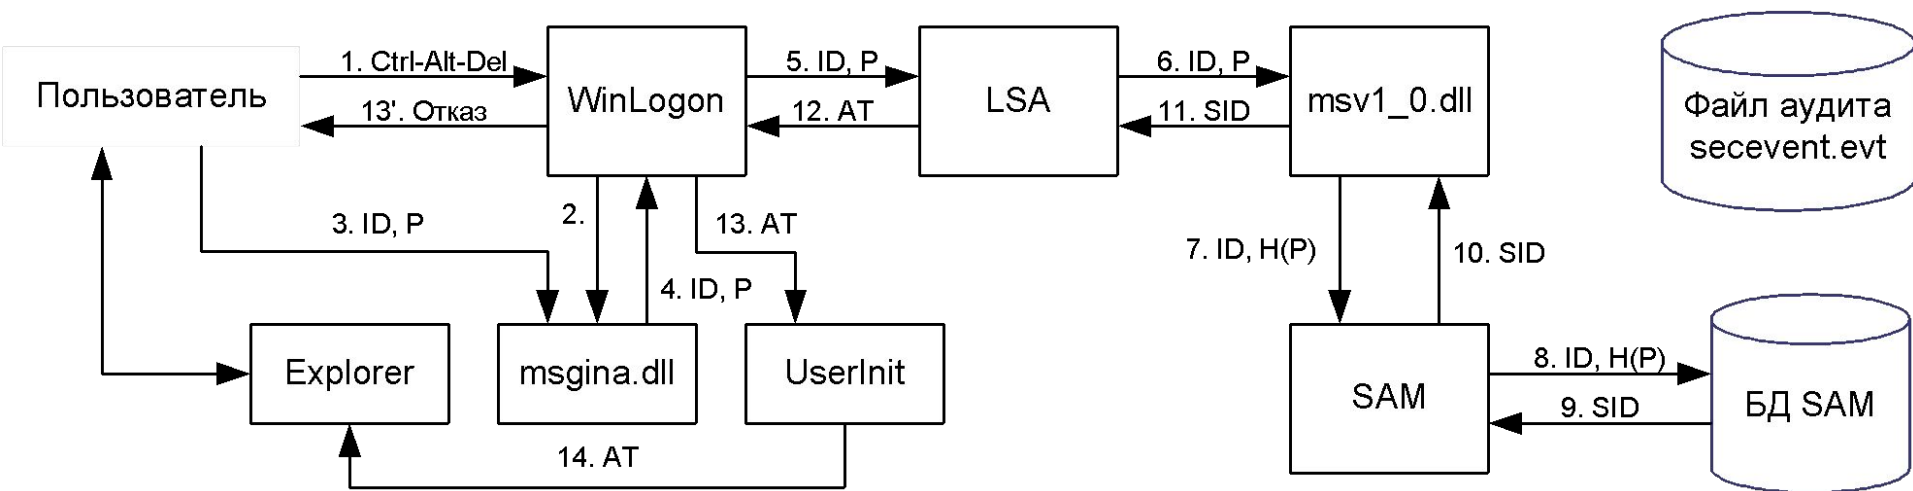 1. Ctrl-Alt-Del
5. ID, P
6. ID, P
Пользователь
WinLogon
LSA
msv1_0.dll
Файл аудита
secevent.evt
13'. Отказ
12. AT
11. SID
3. ID, P
2.
13. AT
4. ID, P
7. ID, H(P)
10. SID
Explorer
msgina.dll
UserInit
SAM
8. ID, H(P)
9. SID
БД SAM
14. AT